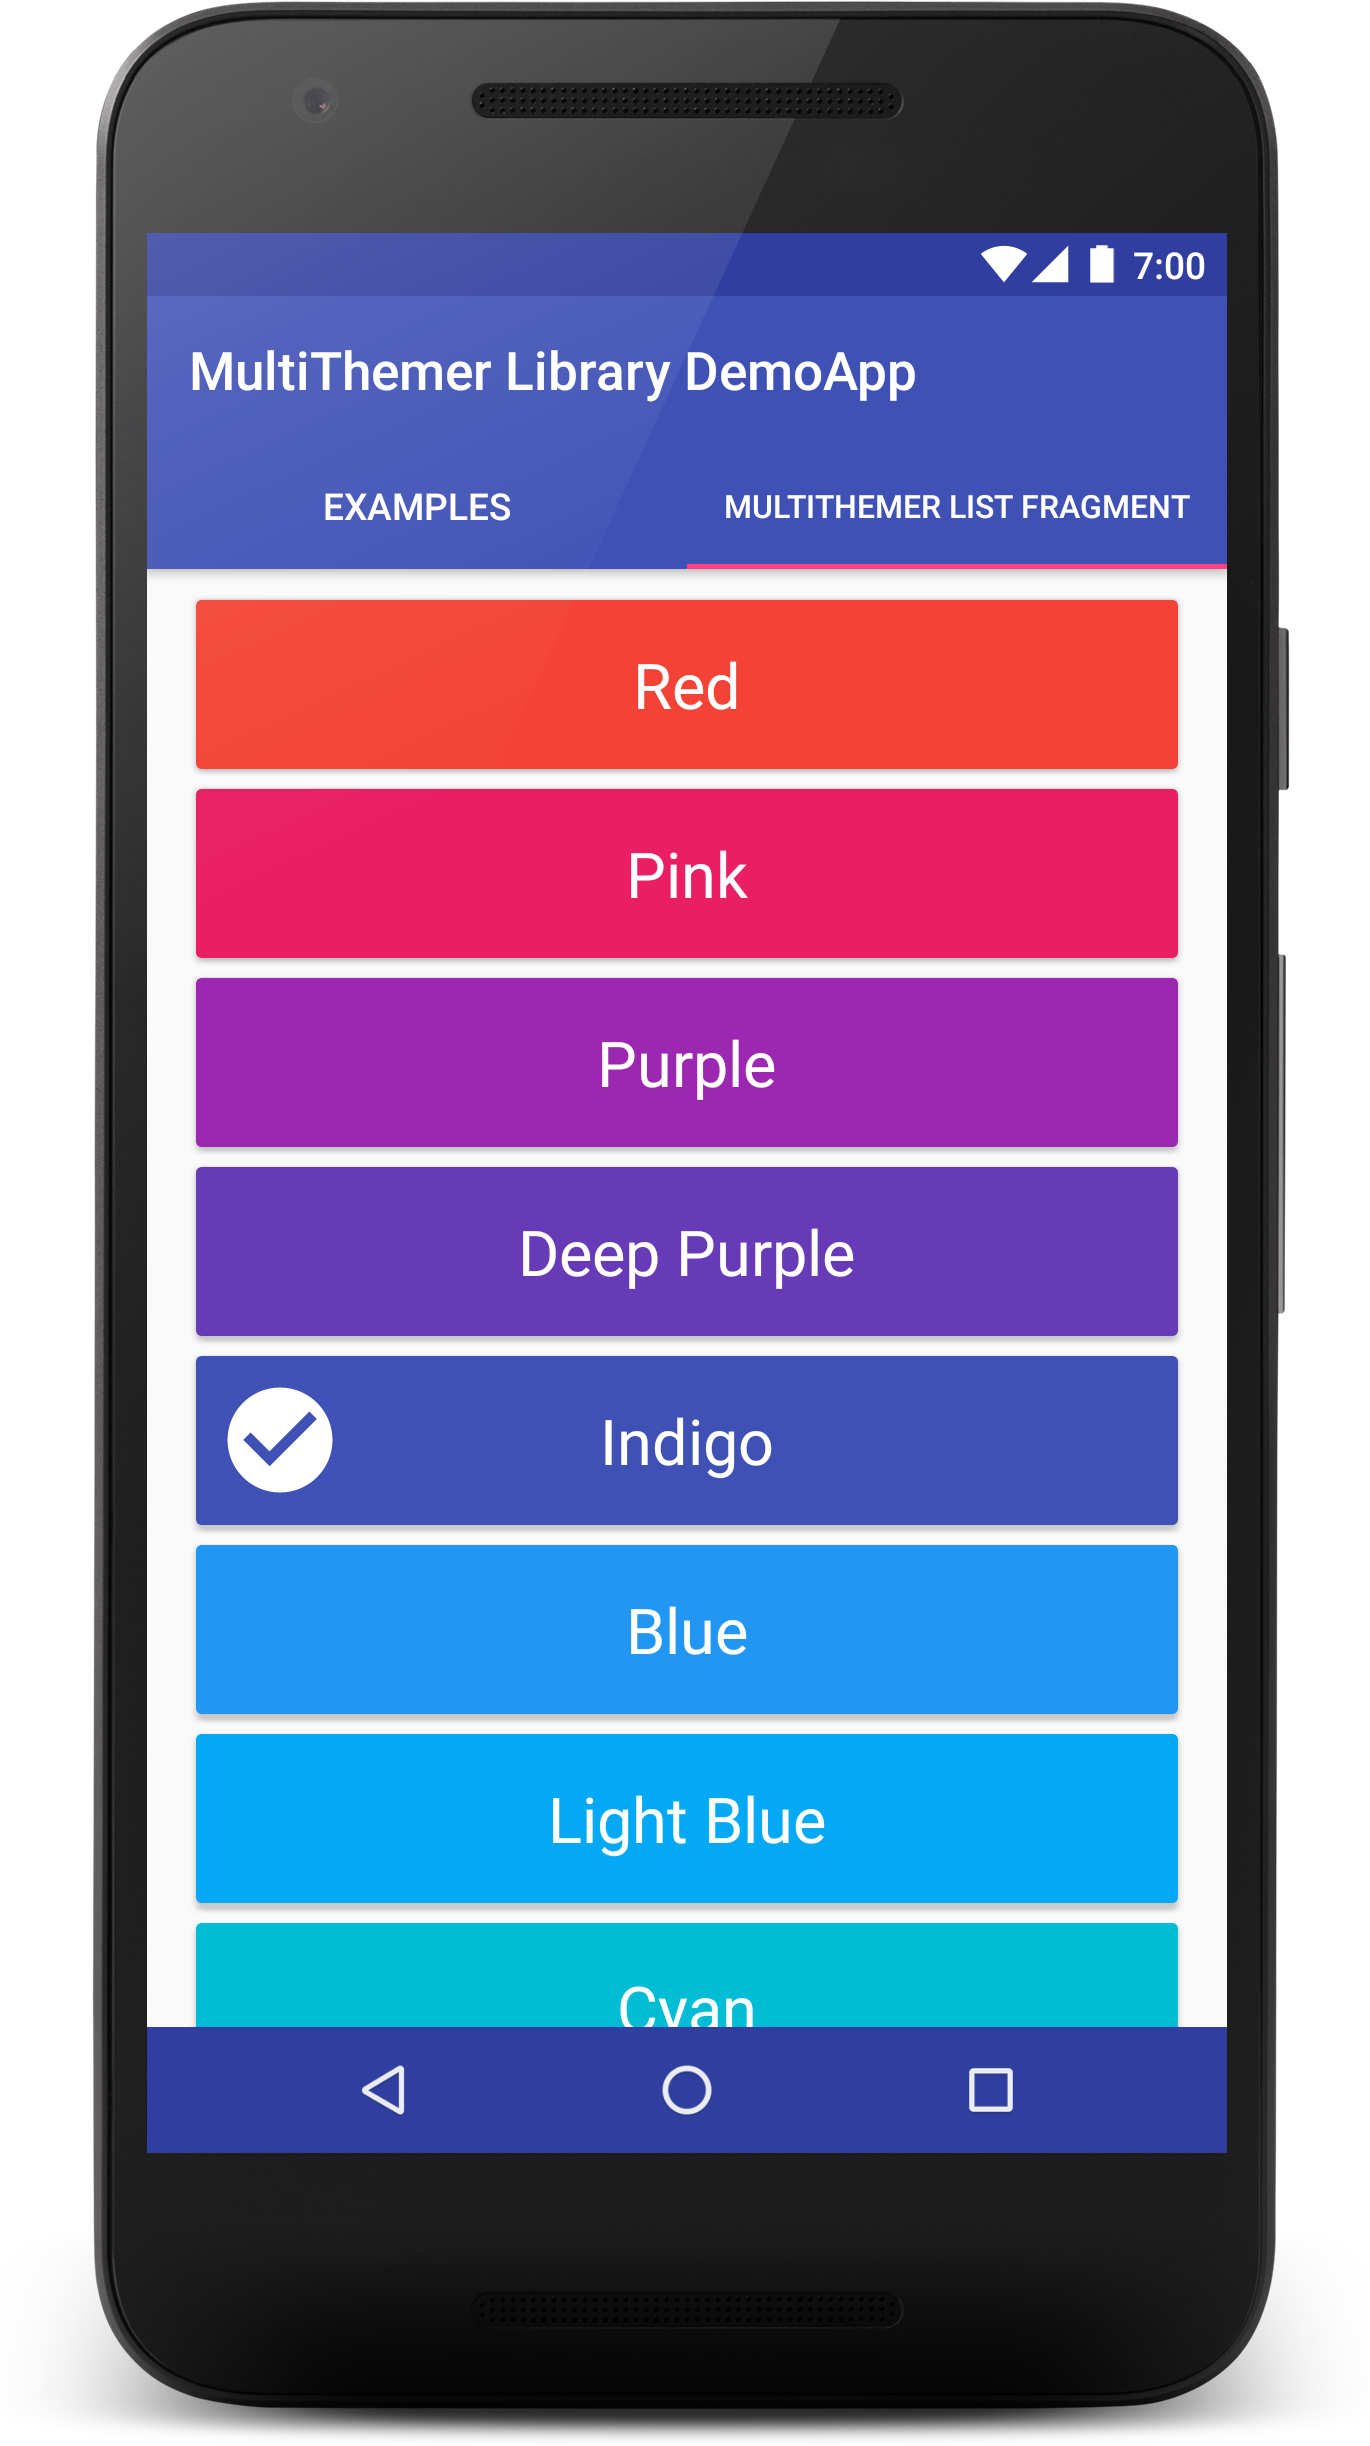 7:00
MultiThemer Library DemoApp
EXAMPLES
MULTITHEMER LIST FRAGMENT
Red
Pink
Purple
Deep Purple
Indigo
Blue
Light Blue
Cyan